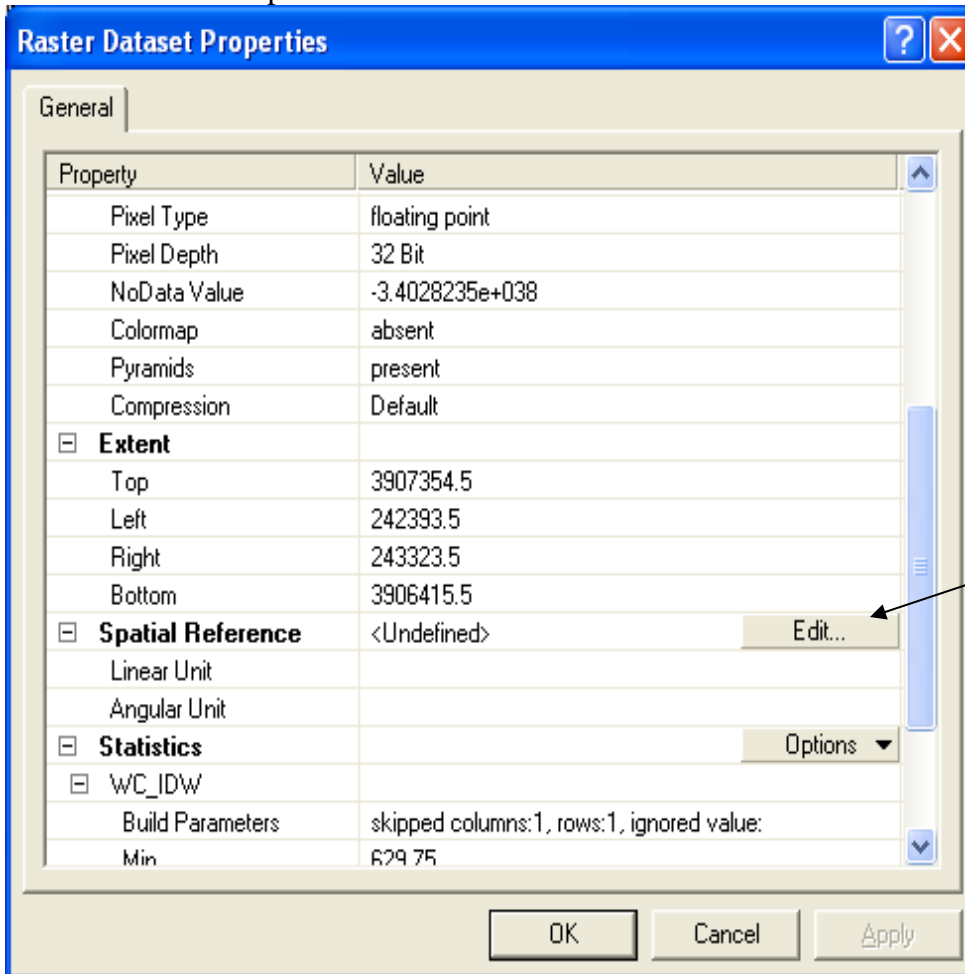 Raster Dataset Properties
General
Property Value
Pixel Type floating point
Pixel Depth 32 Bit
NoData Value -3.4028235e+038
Colormap absent
Pyramids present
Compression Default
Extent
Top 3907354.5
Left 242393.5
Right 243323.5
Bottom 3906415.5
Spatial Reference <Undefined> Edit...
Linear Unit
Angular Unit
Statistics Options
WC_IDW
Build Parameters skipped columns:1, rows:1, ignored value:
Min 629.75
OK Cancel Apply